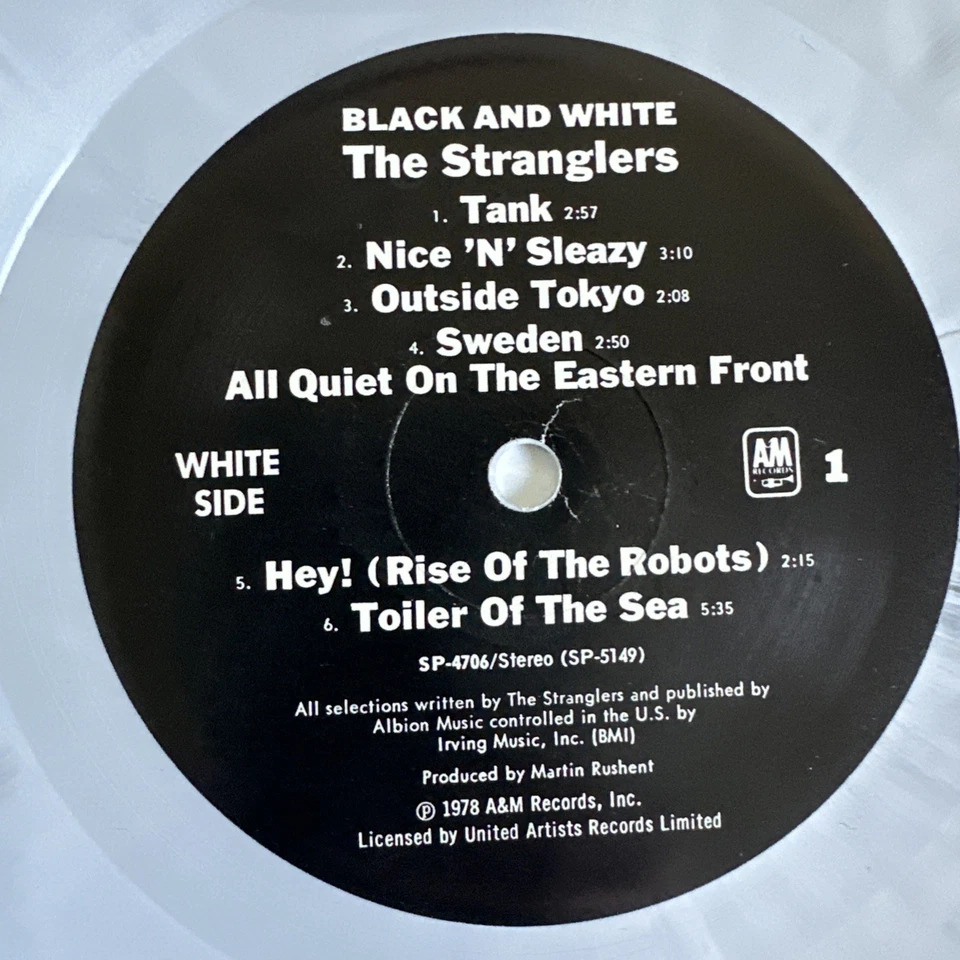 BLACK AND WHITE
The Stranglers
1. Tank 2:57
2. Nice 'N' Sleazy 3:10
3. Outside Tokyo 2:08
4. Sweden 2:50
All Quiet On The Eastern Front
WHITE
SIDE
A&M
RECORDS
1
5. Hey! (Rise Of The Robots) 2:15
6. Toiler Of The Sea 5:35
SP-4706/Stereo (SP-5149)
All selections written by The Stranglers and published by
Albion Music controlled in the U.S. by
Irving Music, Inc. (BMI)
Produced by Martin Rushent
℗ 1978 A&M Records, Inc.
Licensed by United Artists Records Limited